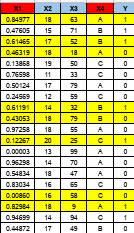 X1 X2 X3 X4 Y
0.84977 18 63 A 1
0.47605 15 71 B 1
0.61465 17 52 B 1
0.46319 18 18 A 0
0.13868 19 50 C 0
0.76598 11 33 C 0
0.50124 17 79 A 0
0.24569 12 59 C 0
0.61191 14 32 B 1
0.43053 18 79 B 0
0.97258 18 55 A 0
0.12267 20 25 C 1
0.00003 13 99 A 0
0.96298 14 70 A 0
0.54834 18 47 A 0
0.83034 16 65 C 0
0.00860 16 58 C 0
0.82984 18 9 A 1
0.94699 14 94 C 1
0.44872 17 49 B 0